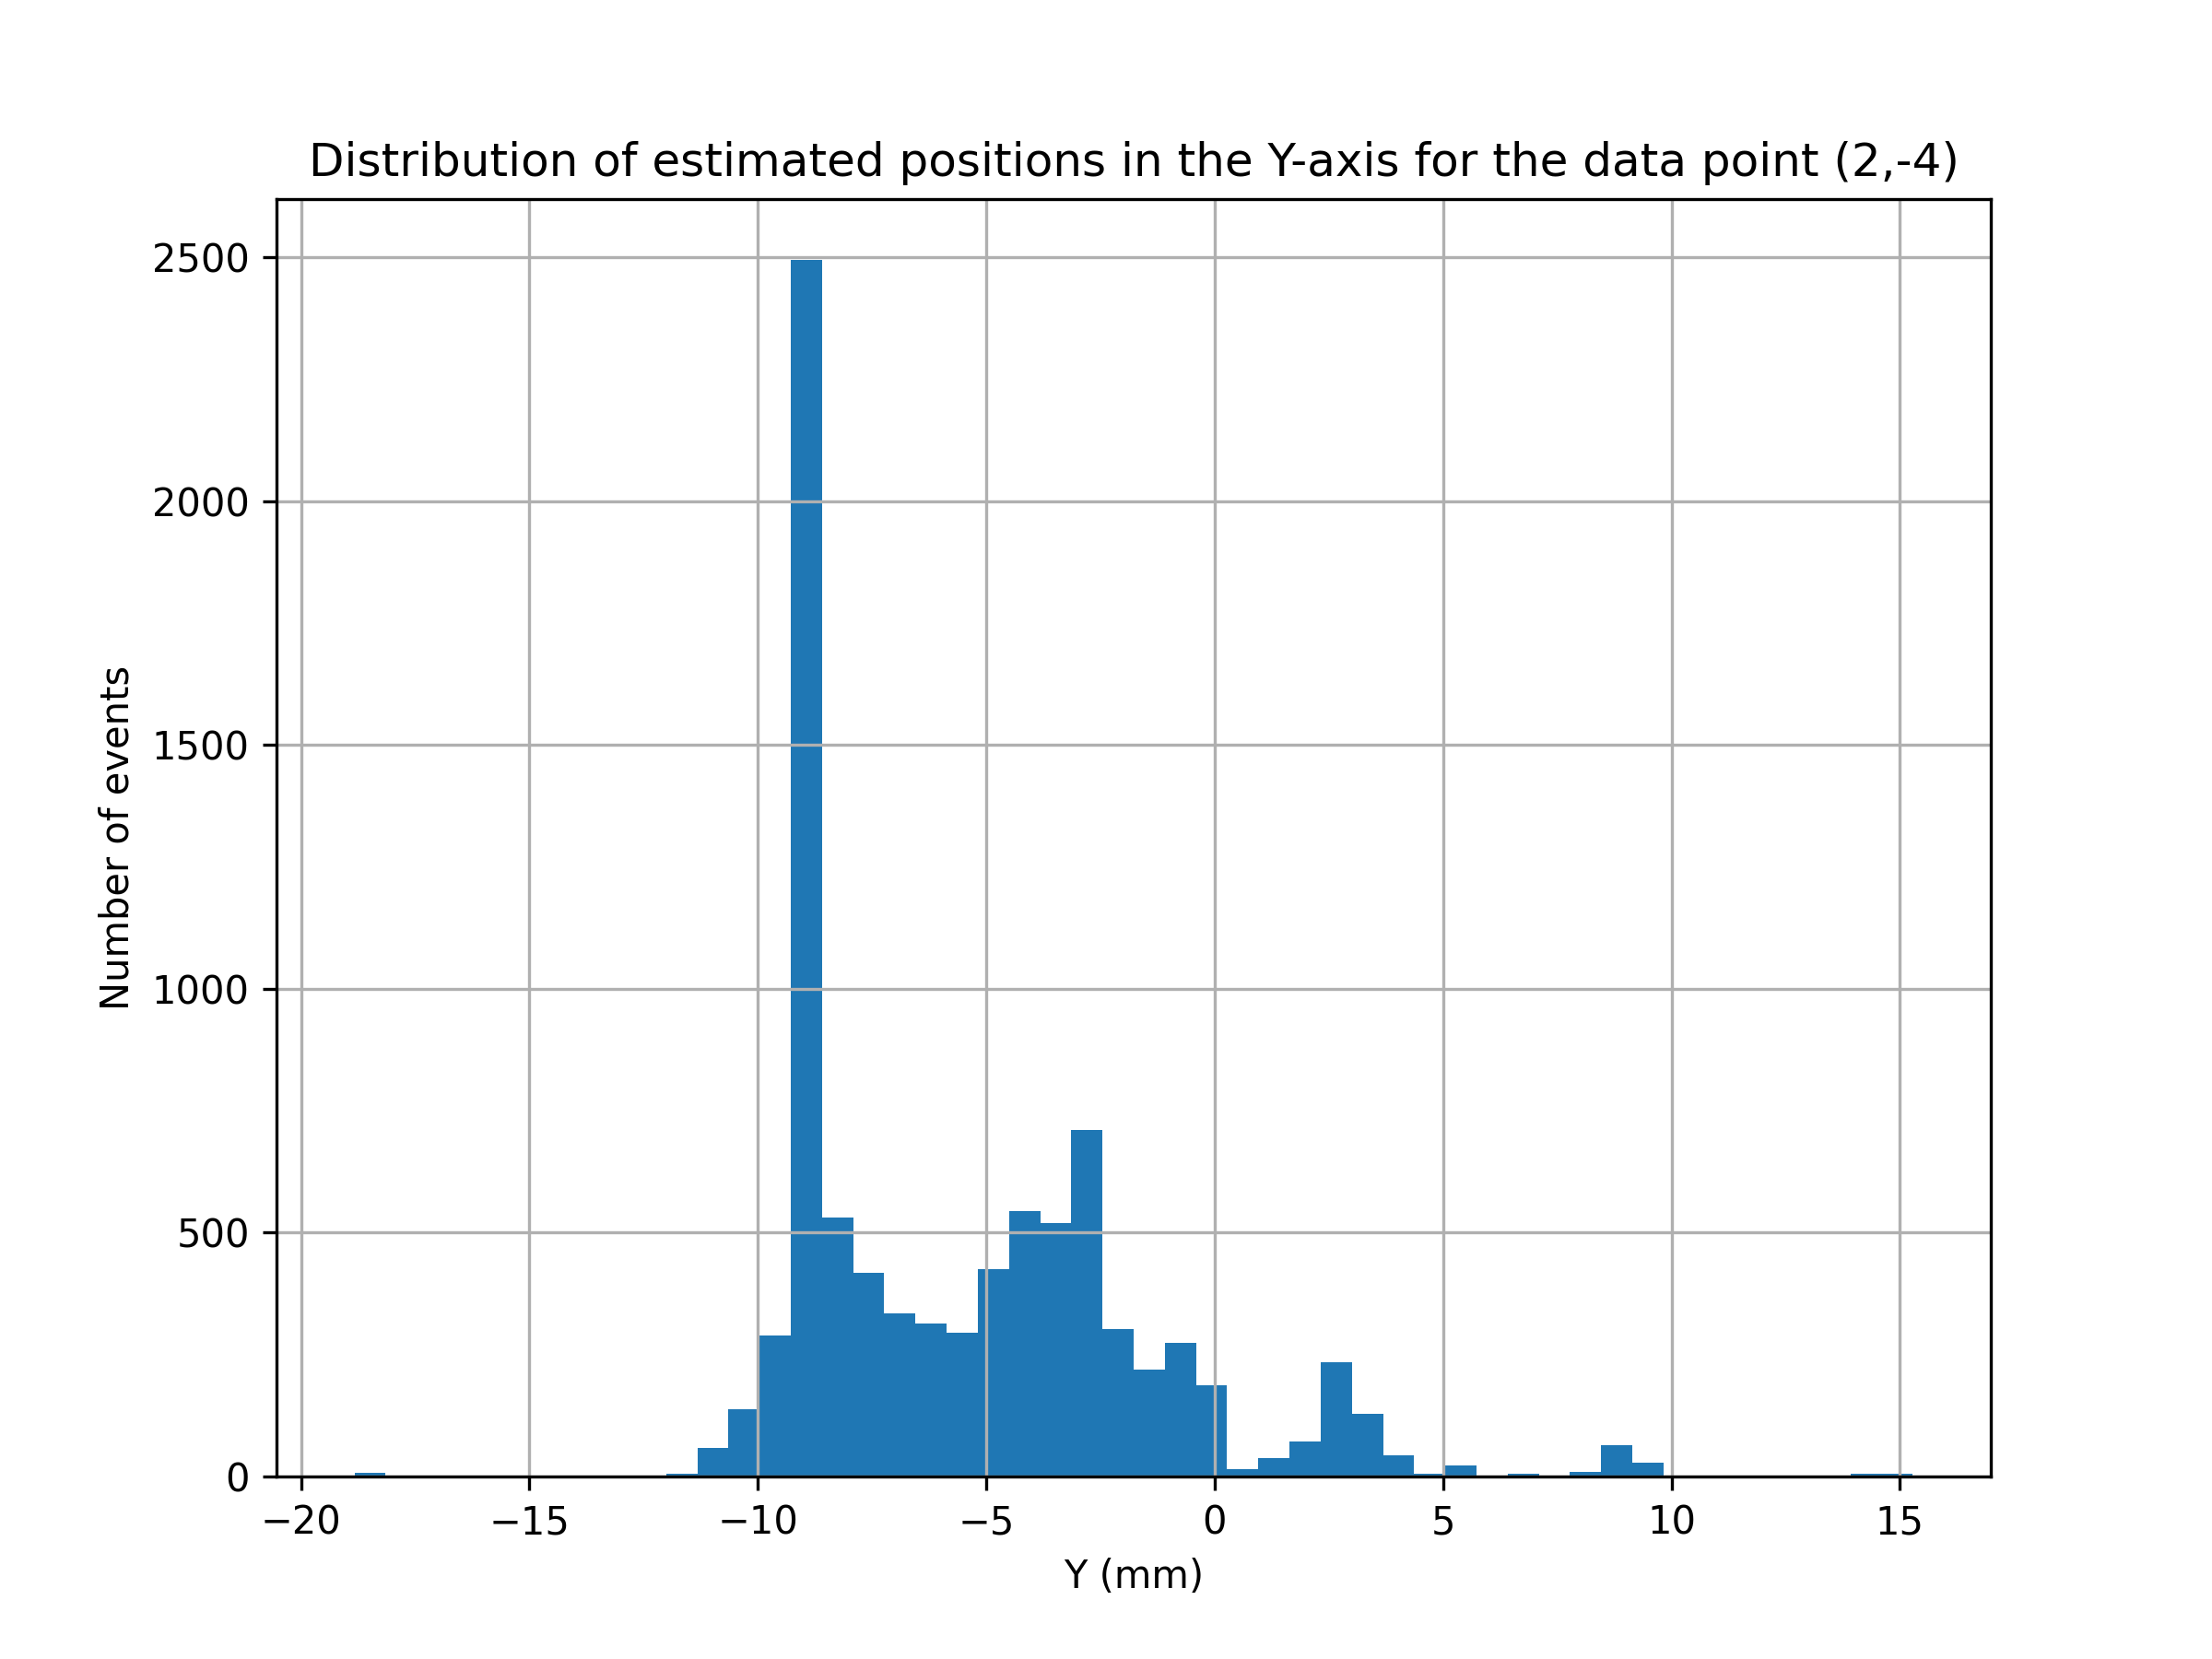 Distribution of estimated positions in the Y-axis for the data point (2,-4)
2500
2000
1500
1000
500
0
Number of events
−20 −15 −10 −5 0 5 10 15
Y (mm)